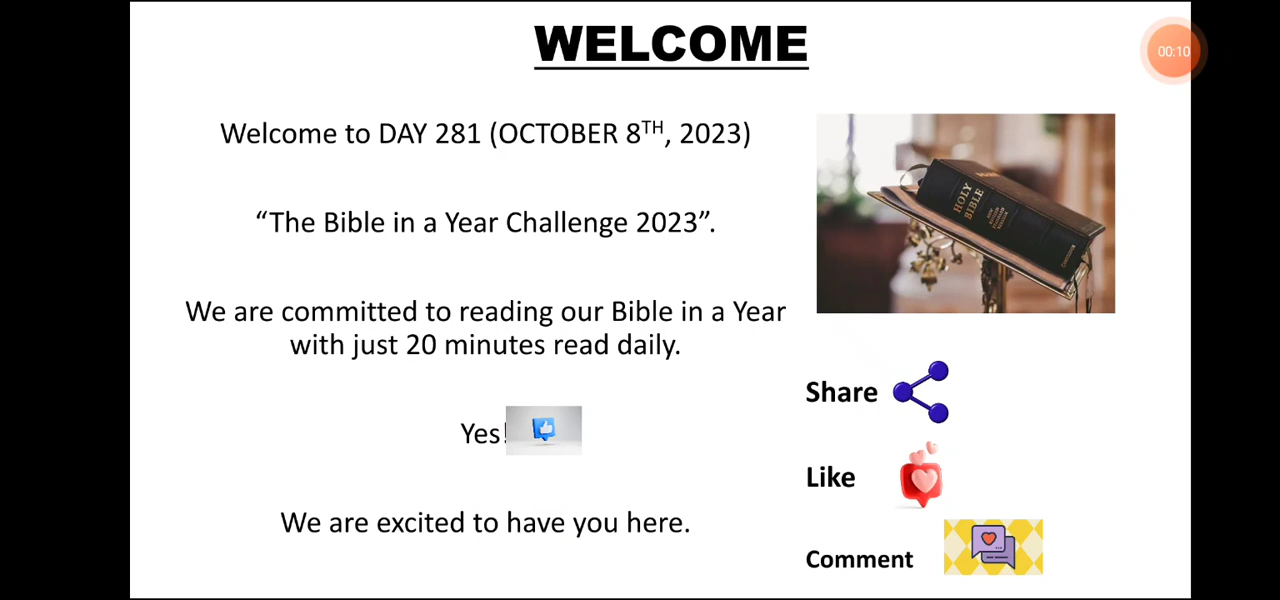 WELCOME
00:10
Welcome to DAY 281 (OCTOBER 8TH, 2023)
“The Bible in a Year Challenge 2023”.
We are committed to reading our Bible in a Year
with just 20 minutes read daily.
Yes!
We are excited to have you here.
HOLY
BIBLE
Share
Like
Comment